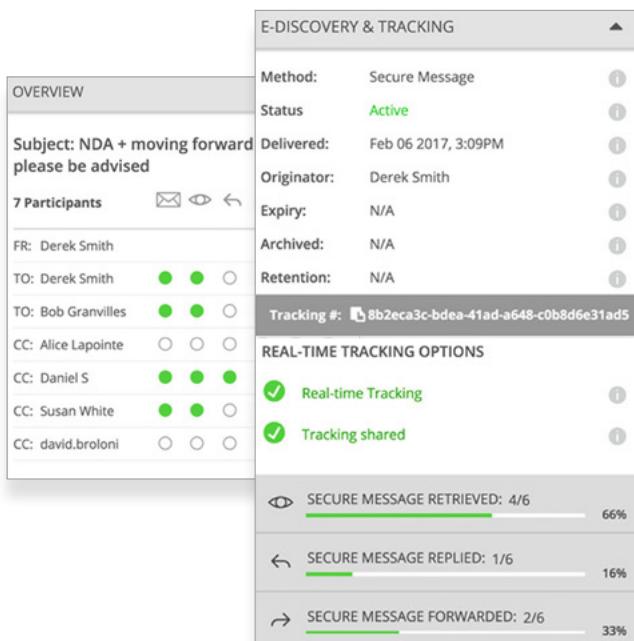 OVERVIEW
Subject: NDA + moving forward
please be advised
7 Participants
FR: Derek Smith
TO: Derek Smith
TO: Bob Granvilles
CC: Alice Lapointe
CC: Daniel S
CC: Susan White
CC: david.broloni
E-DISCOVERY & TRACKING
Method: Secure Message
Status Active
Delivered: Feb 06 2017, 3:09PM
Originator: Derek Smith
Expiry: N/A
Archived: N/A
Retention: N/A
Tracking #: 8b2eca3c-bdea-41ad-a648-c0b8d6e31ad5
REAL-TIME TRACKING OPTIONS
Real-time Tracking
Tracking shared
SECURE MESSAGE RETRIEVED: 4/6
66%
SECURE MESSAGE REPLIED: 1/6
16%
SECURE MESSAGE FORWARDED: 2/6
33%